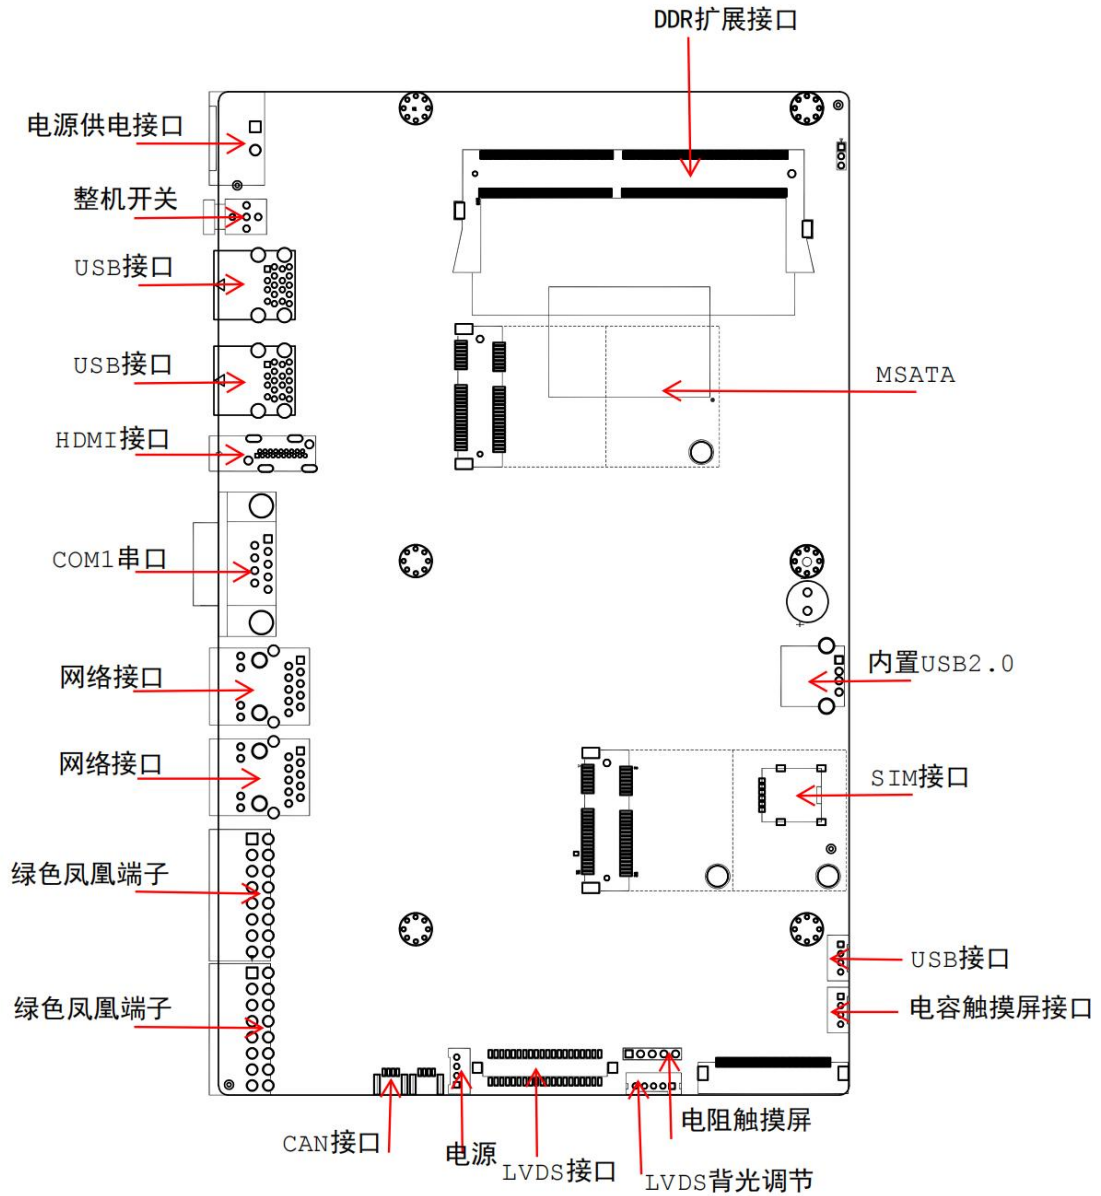 DDR扩展接口
电源供电接口
整机开关
USB接口
USB接口
MSATA
HDMI接口
COM1串口
内置USB2.0
网络接口
网络接口
SIM接口
绿色凤凰端子
USB接口
绿色凤凰端子
电容触摸屏接口
电阻触摸屏
CAN接口
电源
LVDS接口
LVDS背光调节